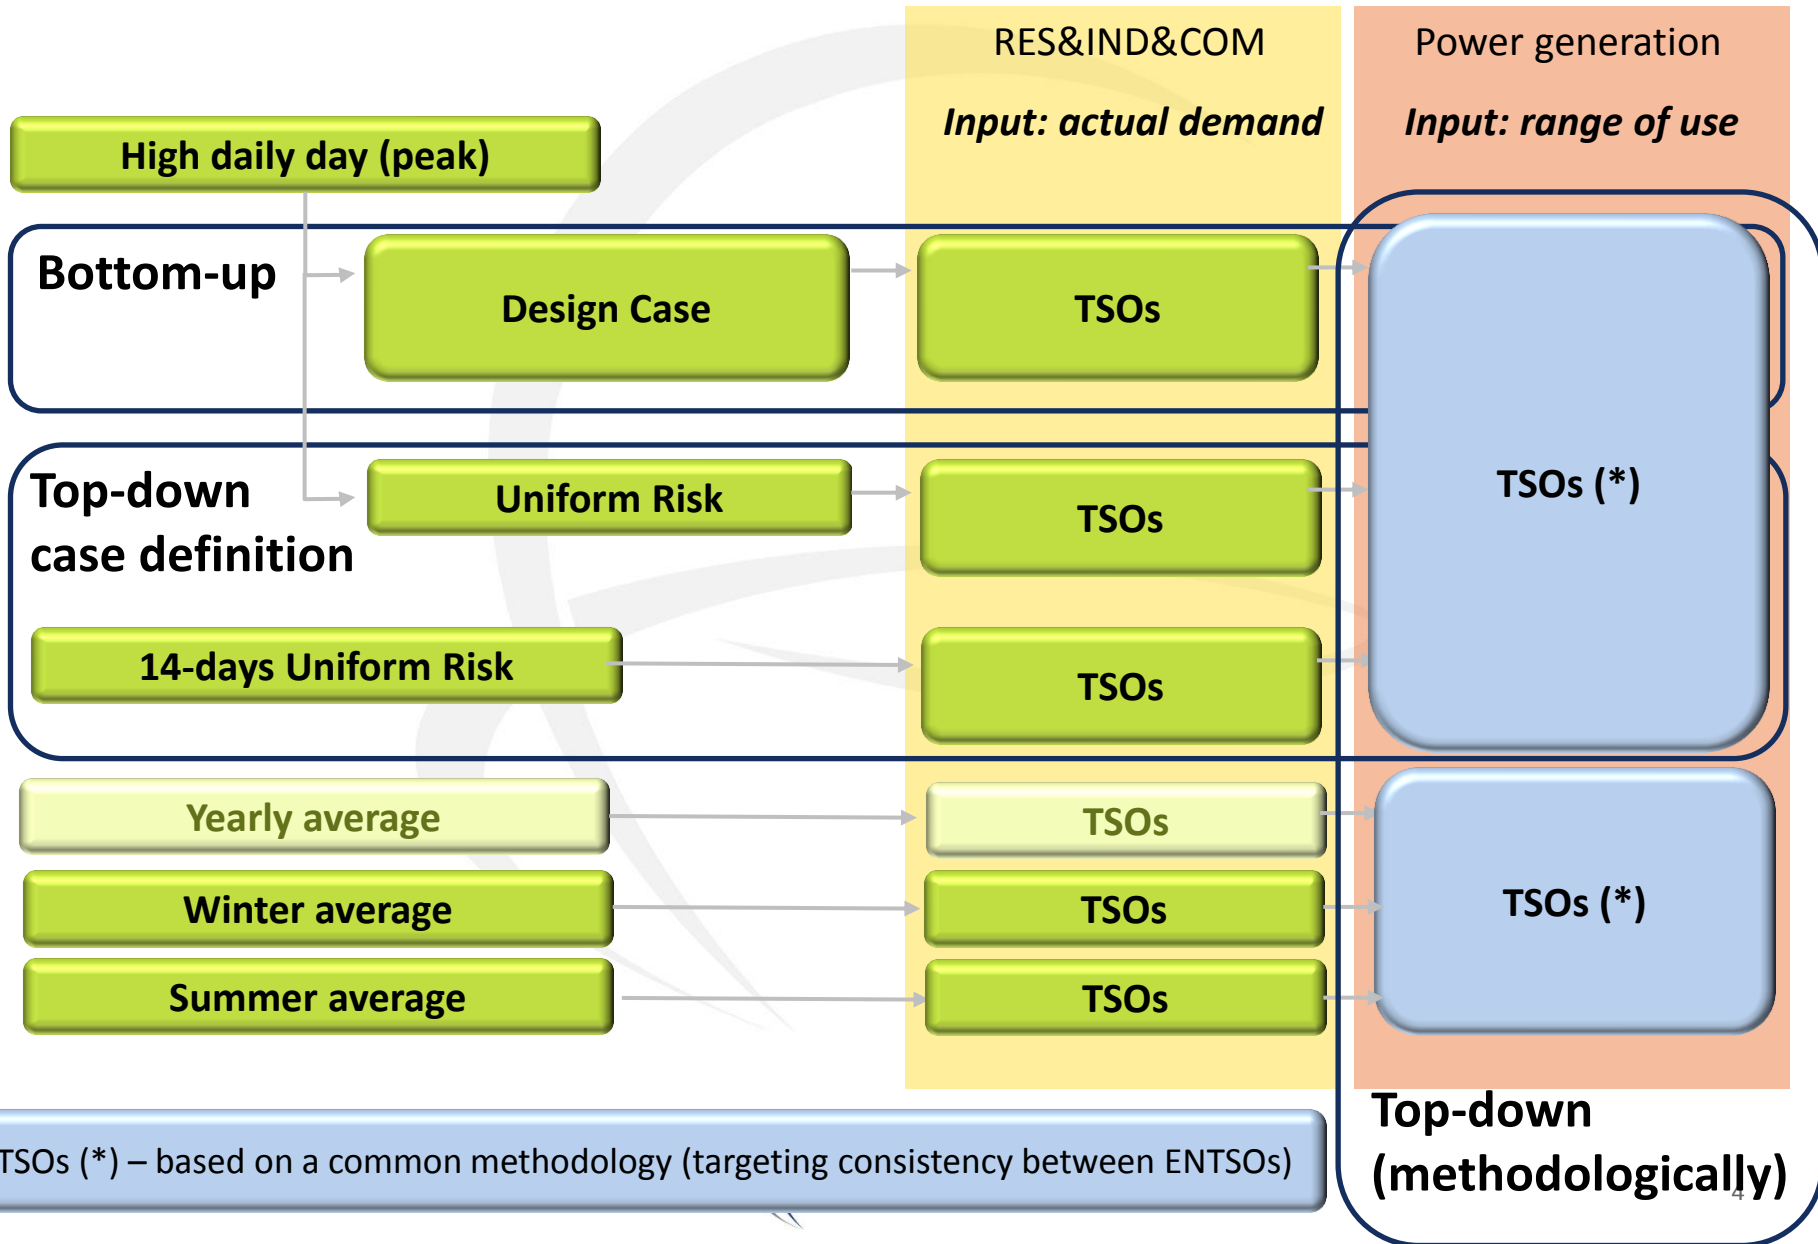 RES&IND&COM
Power generation
Input: actual demand
Input: range of use
High daily day (peak)
Bottom-up
Design Case
TSOs
Top-down
case definition
Uniform Risk
TSOs
TSOs (*)
14-days Uniform Risk
TSOs
Yearly average
TSOs
Winter average
TSOs
TSOs (*)
Summer average
TSOs
TSOs (*) – based on a common methodology (targeting consistency between ENTSOs)
Top-down
(methodologically)
4